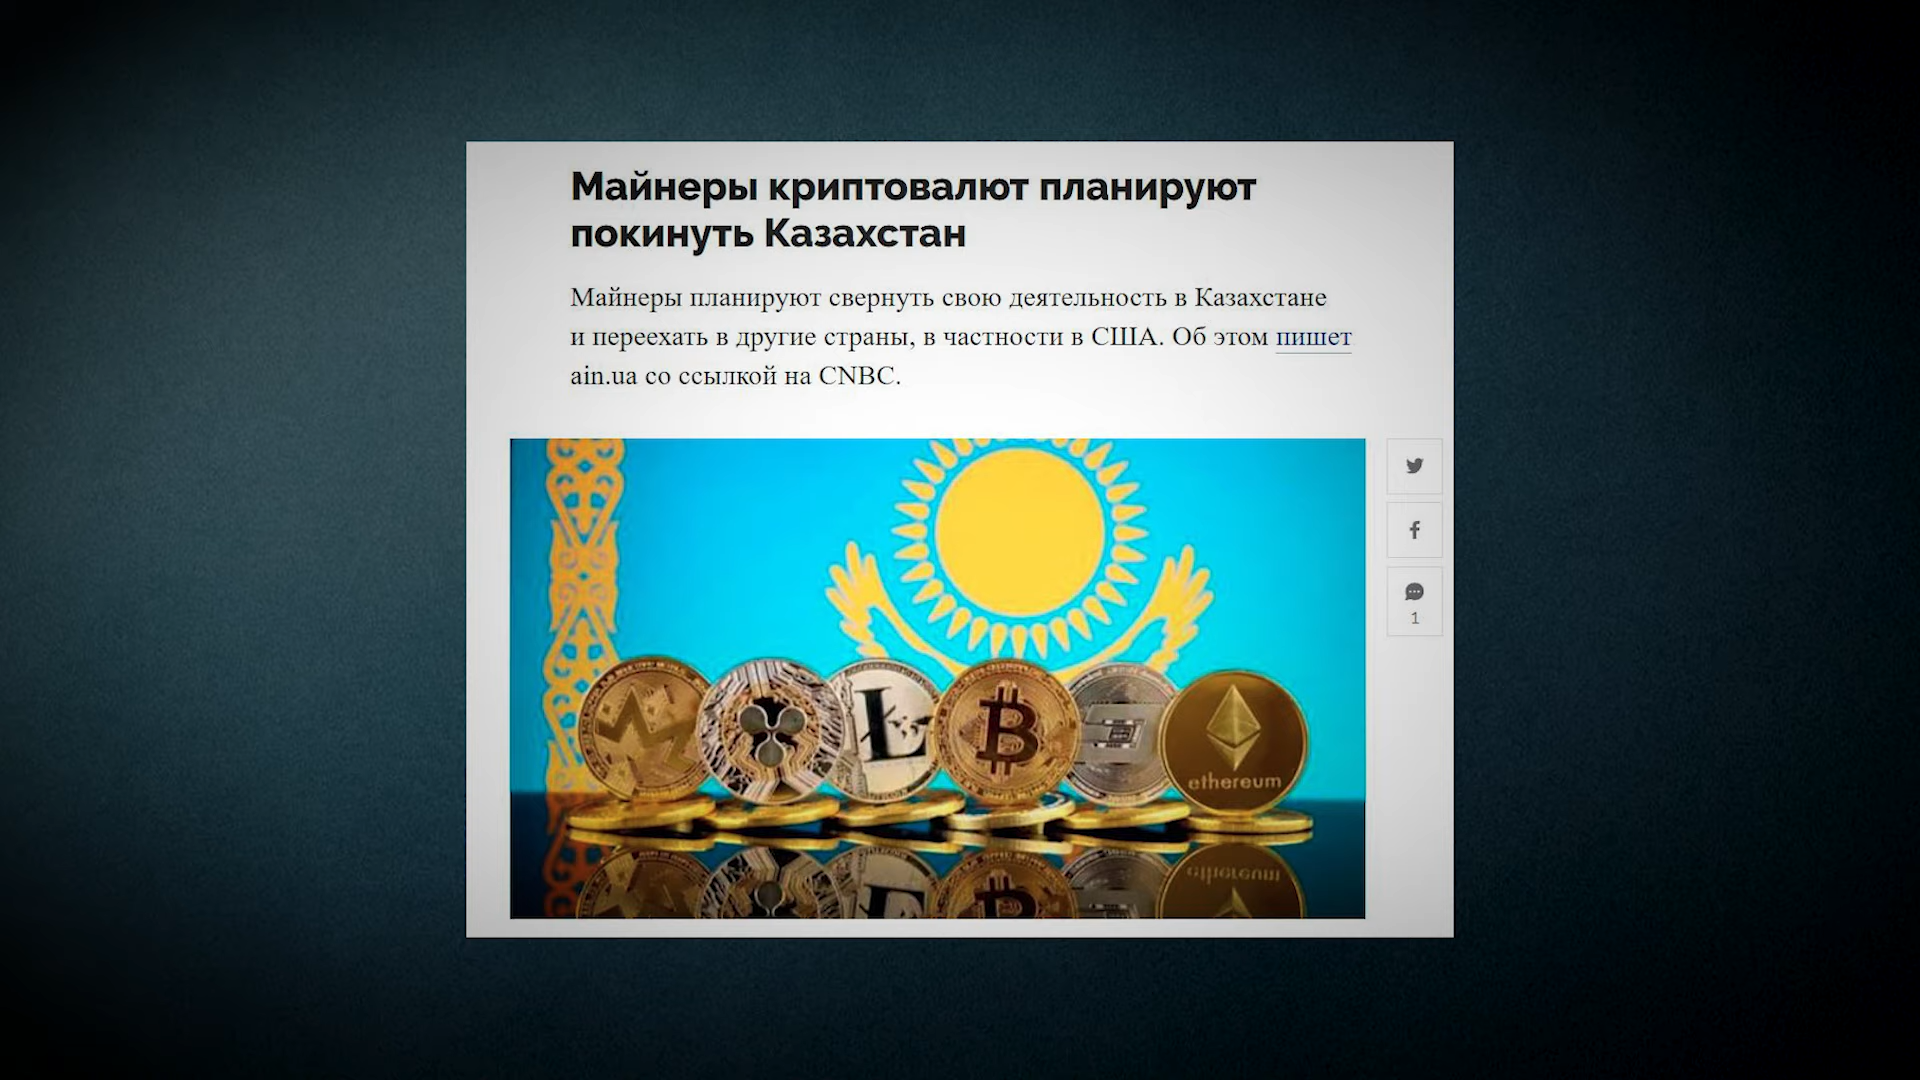 Майнеры криптовалют планируют
покинуть Казахстан
Майнеры планируют свернуть свою деятельность в Казахстане
и переехать в другие страны, в частности в США. Об этом пишет
ain.ua со ссылкой на CNBC.
1
ethereum